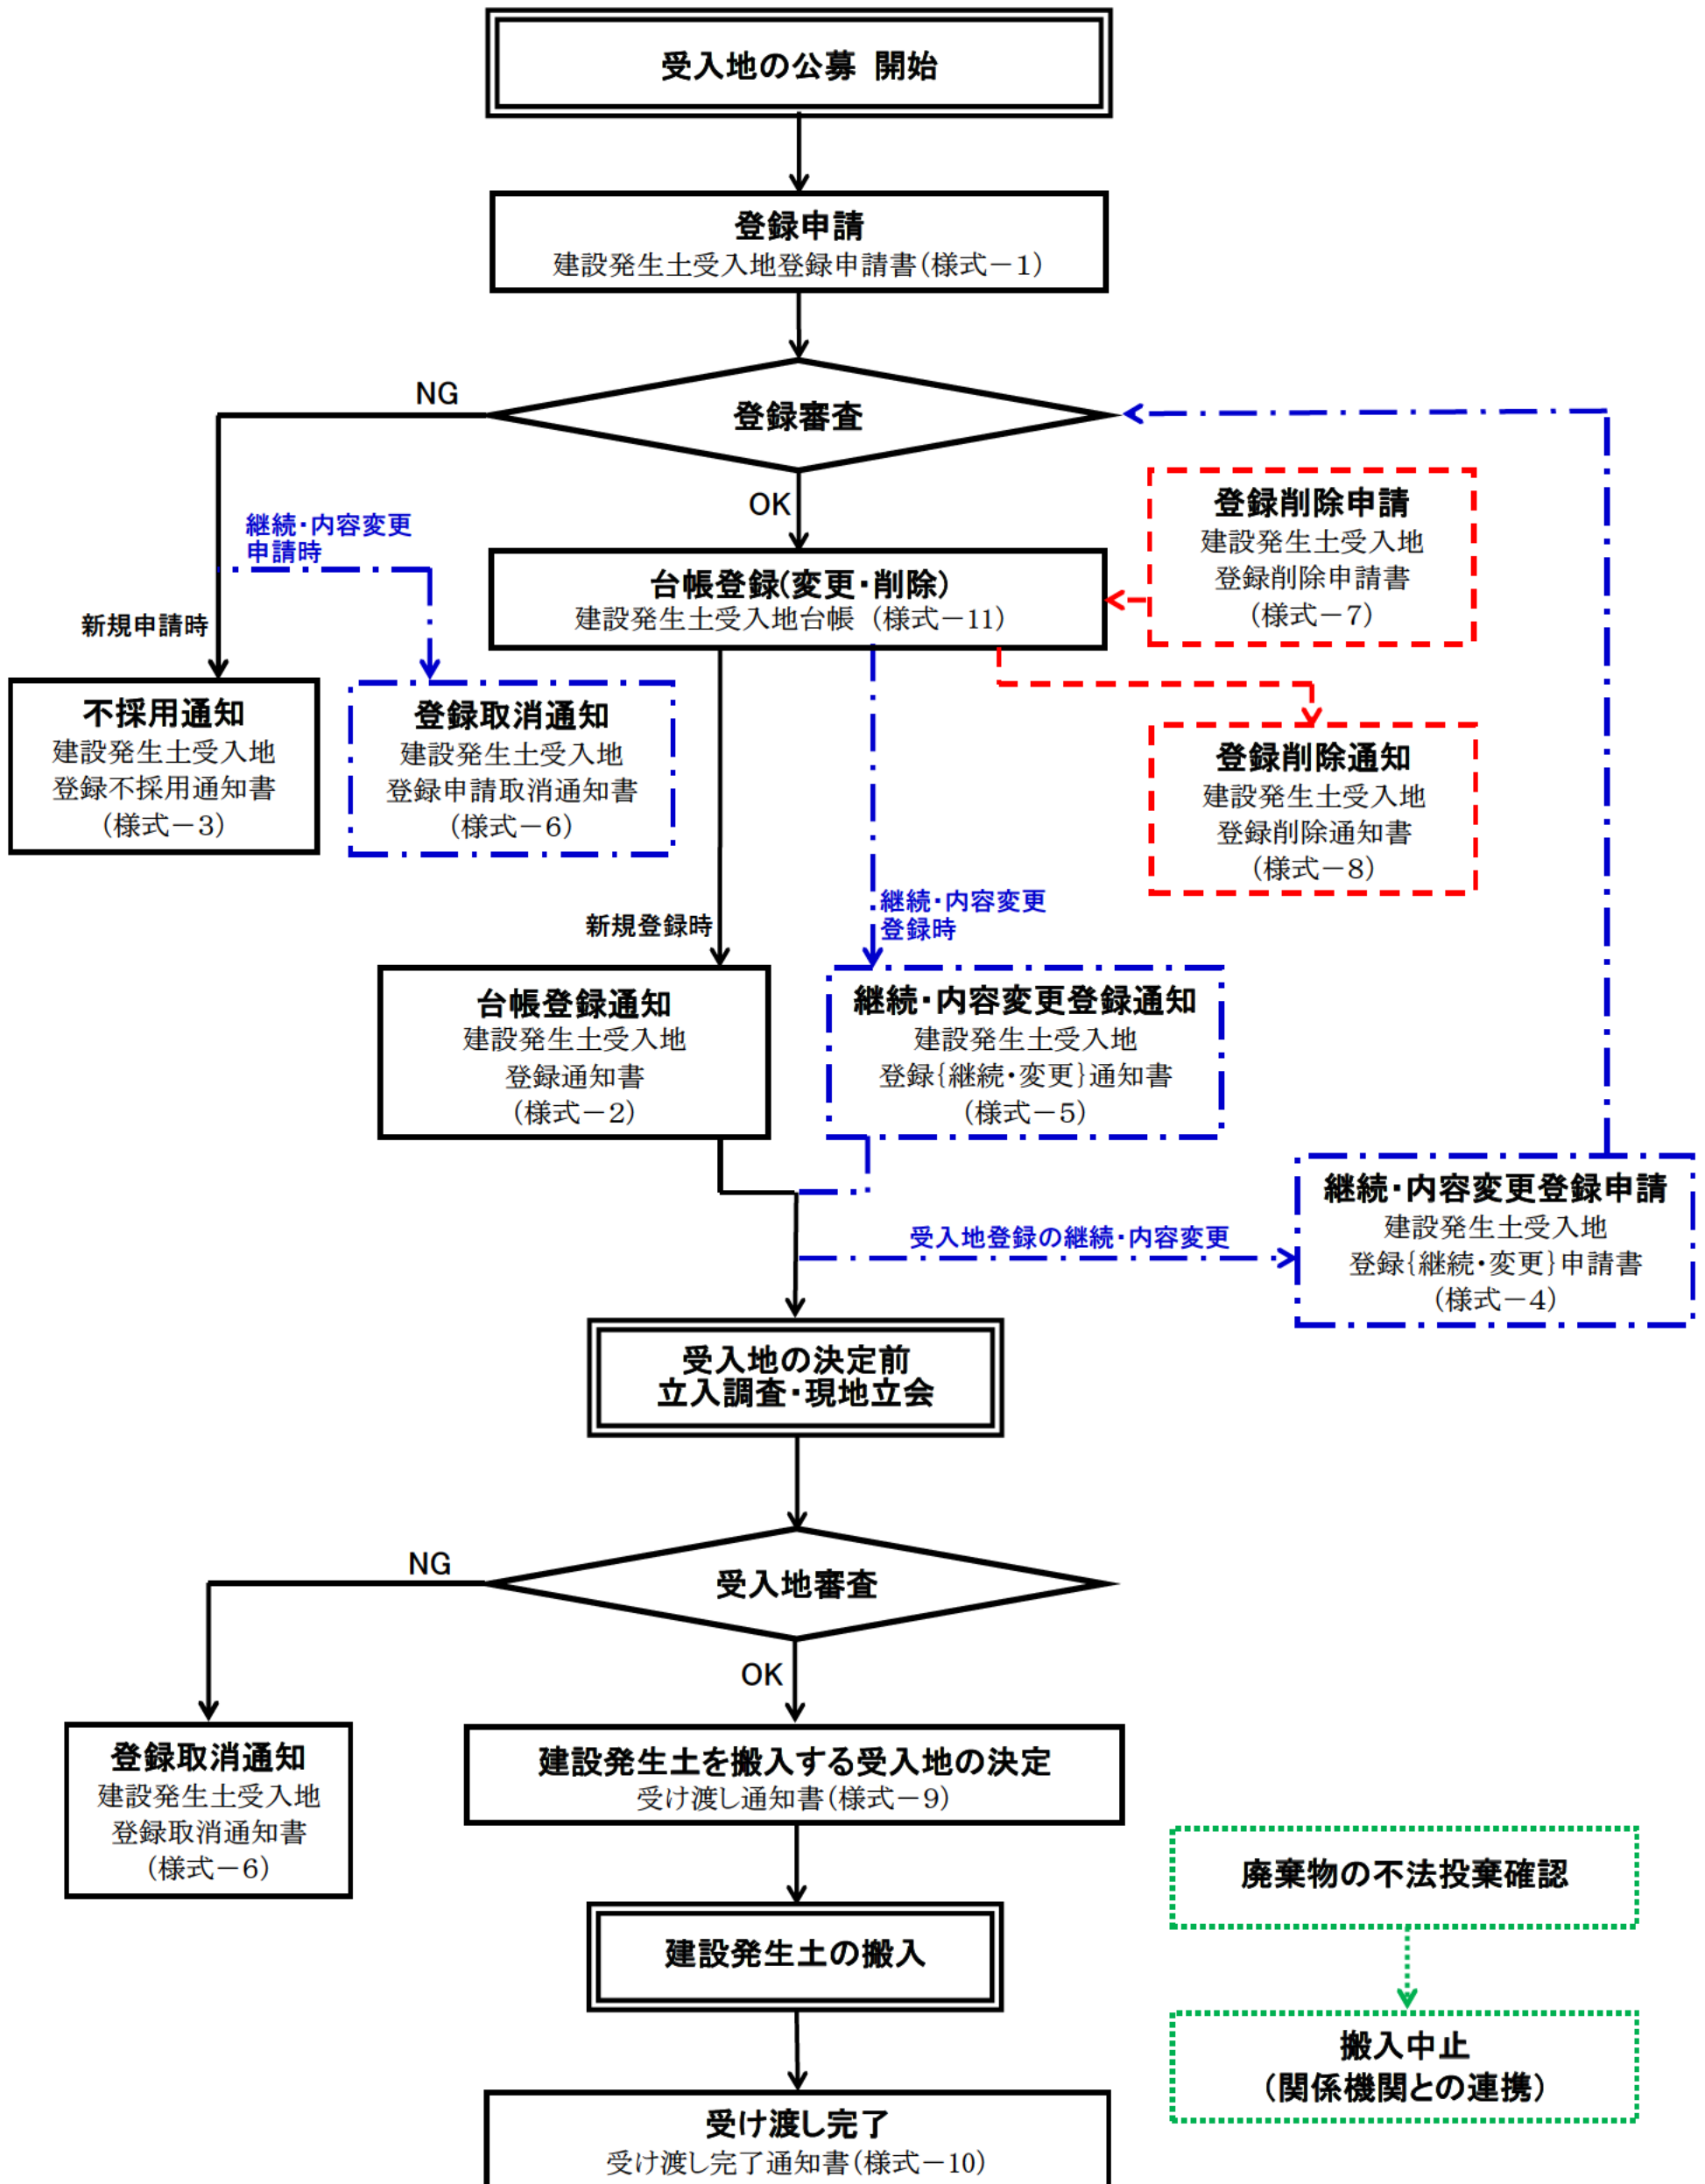 受入地の公募 開始
登録申請
建設発生土受入地登録申請書(様式－1)
NG
登録審査
OK
登録削除申請
建設発生土受入地
登録削除申請書
(様式－7)
継続・内容変更
申請時
台帳登録(変更・削除)
建設発生土受入地台帳 (様式－11)
新規申請時
不採用通知
建設発生土受入地
登録不採用通知書
(様式－3)
登録取消通知
建設発生土受入地
登録申請取消通知書
(様式－6)
登録削除通知
建設発生土受入地
登録削除通知書
(様式－8)
新規登録時
継続・内容変更
登録時
台帳登録通知
建設発生土受入地
登録通知書
(様式－2)
継続・内容変更登録通知
建設発生土受入地
登録{継続・変更}通知書
(様式－5)
継続・内容変更登録申請
建設発生土受入地
登録{継続・変更}申請書
(様式－4)
受入地登録の継続・内容変更
受入地の決定前
立入調査・現地立会
NG
受入地審査
OK
登録取消通知
建設発生土受入地
登録取消通知書
(様式－6)
建設発生土を搬入する受入地の決定
受け渡し通知書(様式－9)
廃棄物の不法投棄確認
建設発生土の搬入
搬入中止
(関係機関との連携)
受け渡し完了
受け渡し完了通知書(様式－10)